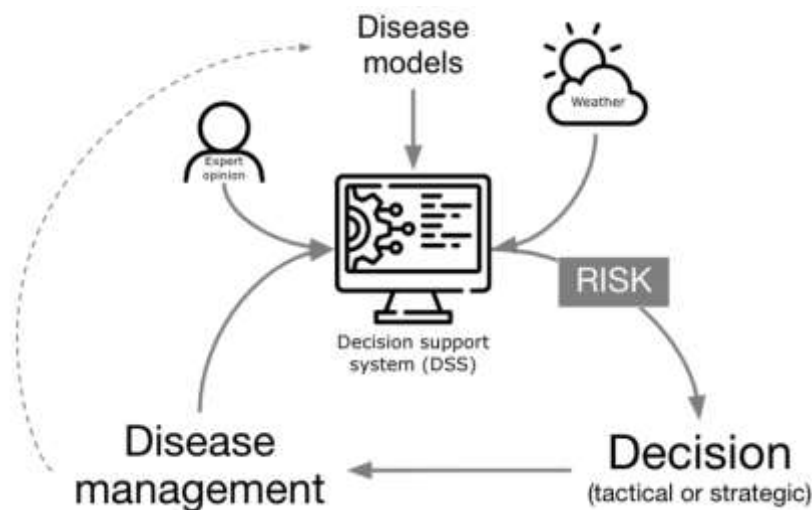 Disease
models
Weather
Expert
opinion
RISK
Decision support
system (DSS)
Disease
management
Decision
(tactical or strategic)